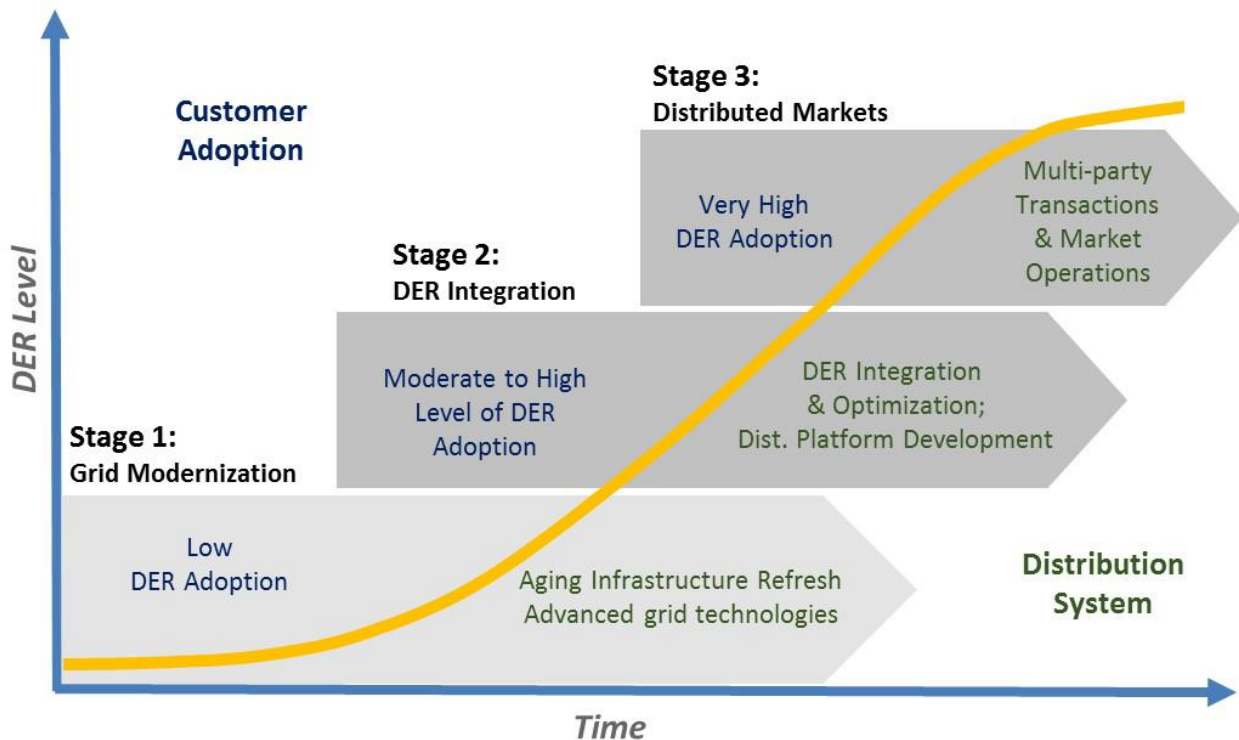 Stage 3:
Distributed Markets
Customer
Adoption
Very High
DER Adoption
Multi-party
Transactions
& Market
Operations
Stage 2:
DER Integration
Moderate to High
Level of DER
Adoption
DER Integration
& Optimization;
Dist. Platform Development
Stage 1:
Grid Modernization
Low
DER Adoption
Aging Infrastructure Refresh
Advanced grid technologies
Distribution
System
DER Level
Time